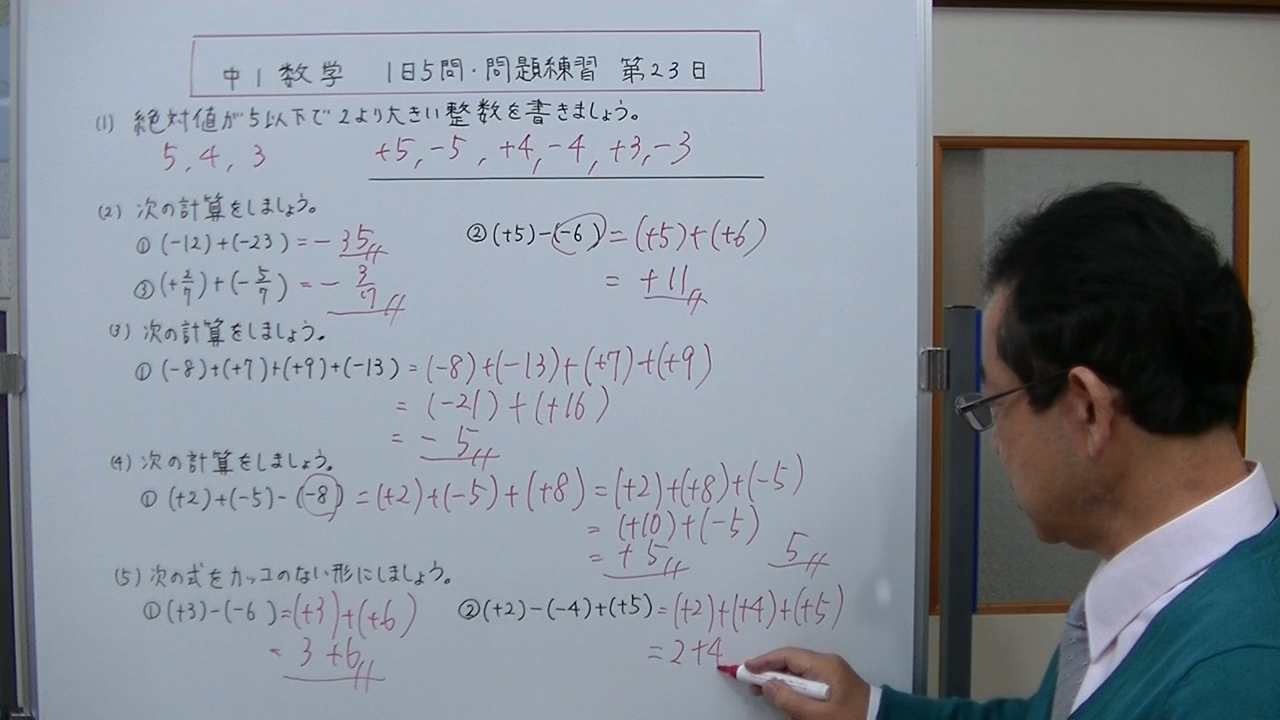 中1数学 1日5問・問題練習 第23日
(1) 絶対値が5以下で2より大きい整数を書きましょう。
5, 4, 3 +5, -5, +4, -4, +3, -3
(2) 次の計算をしましょう。
① (-12)+(-23) = -35 ② (+5)-(-6) = (+5)+(+6)
= +11
③ (+2/7)+(-5/7) = -3/7
(3) 次の計算をしましょう。
① (-8)+(+7)+(+9)+(-13) = (-8)+(-13)+(+7)+(+9)
= (-21)+(+16)
= -5
(4) 次の計算をしましょう。
① (+2)+(-5)-(-8) = (+2)+(-5)+(+8) = (+2)+(+8)+(-5)
= (+10)+(-5)
= +5 5
(5) 次の式をカッコのない形にしましょう。
① (+3)-(-6) = (+3)+(+6) ② (+2)-(-4)+(+5) = (+2)+(+4)+(+5)
= 3+6 = 2+4